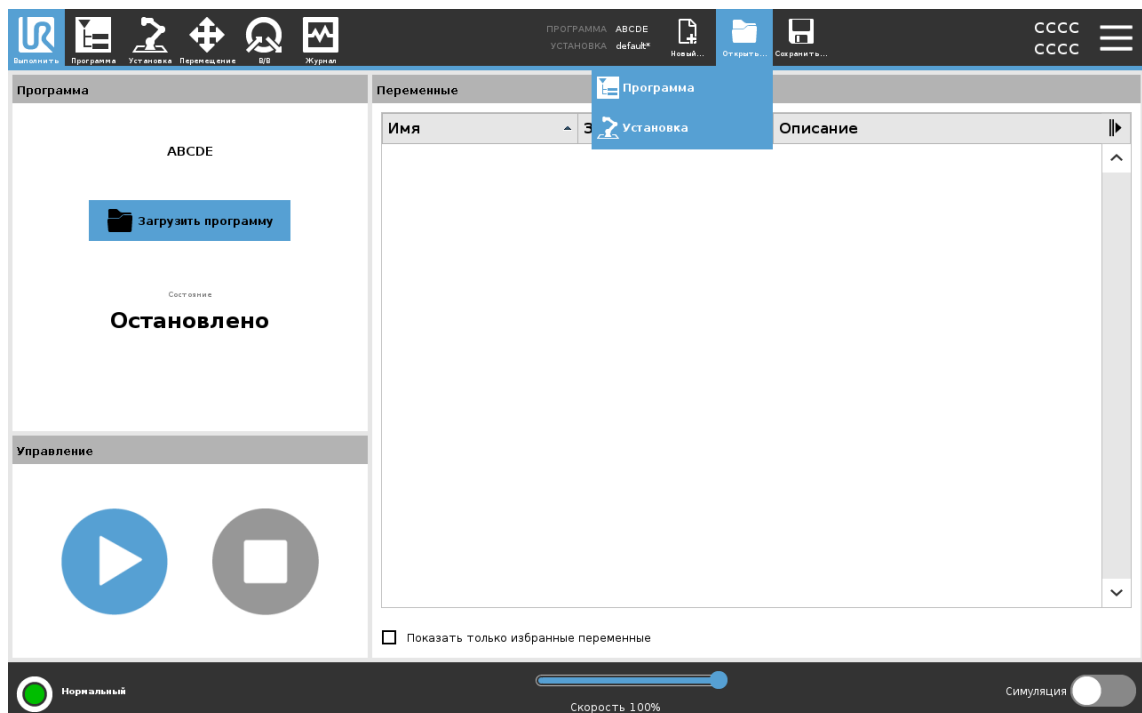 UR
Выполнить
Программа
Установка
Перемещение
В/В
Журнал
ПРОГРАММА ABCDE
УСТАНОВКА default*
Новый...
Открыть...
Сохранить...
CCCC
CCCC
Программа
Установка
Программа
ABCDE
Загрузить программу
Состояние
Остановлено
Управление
Переменные
Имя
З
Описание
Показать только избранные переменные
Нормальный
Скорость 100%
Симуляция